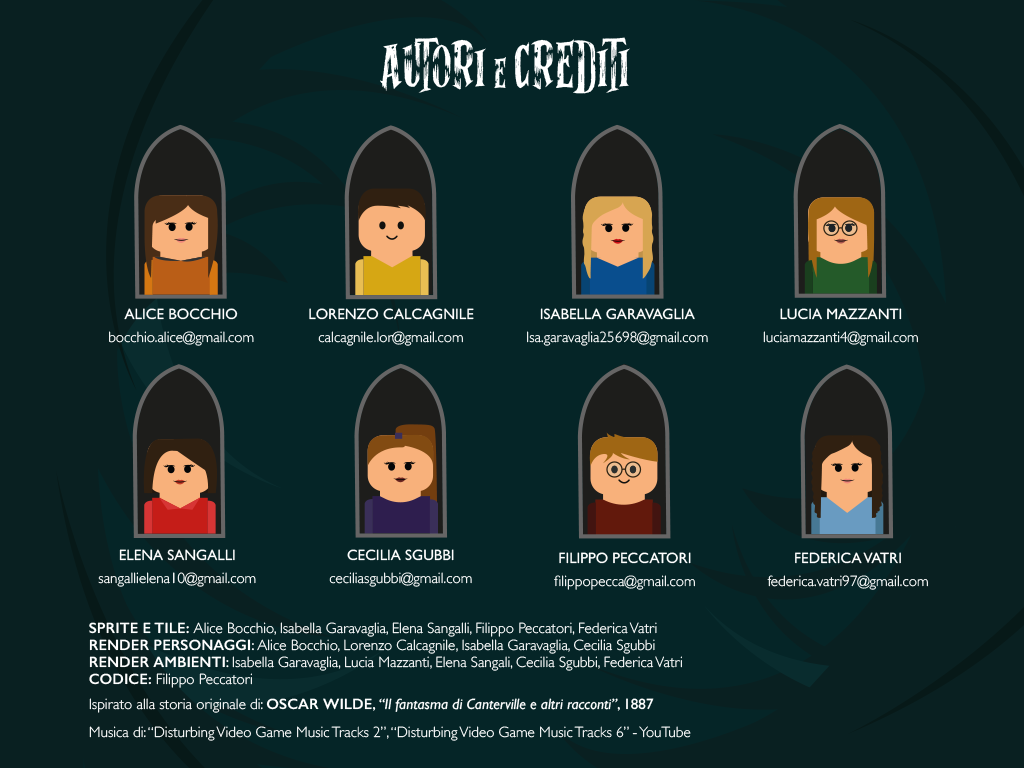 AUTORI E CREDITI
ALICE BOCCHIO
LORENZO CALCAGNILE
ISABELLA GARAVAGLIA
LUCIA MAZZANTI
bocchio.alice@gmail.com
calcagnile.lor@gmail.com
Isa.garavaglia25698@gmail.com
luciamazzanti4@gmail.com
ELENA SANGALLI
CECILIA SGUBBI
FILIPPO PECCATORI
FEDERICA VATRI
sangallielena10@gmail.com
ceciliasgubbi@gmail.com
filippopecca@gmail.com
federica.vatri97@gmail.com
SPRITE E TILE: Alice Bocchio, Isabella Garavaglia, Elena Sangalli, Filippo Peccatori, Federica Vatri
RENDER PERSONAGGI: Alice Bocchio, Lorenzo Calcagnile, Isabella Garavaglia, Cecilia Sgubbi
RENDER AMBIENTI: Isabella Garavaglia, Lucia Mazzanti, Elena Sangali, Cecilia Sgubbi, Federica Vatri
CODICE: Filippo Peccatori
Ispirato alla storia originale di: OSCAR WILDE, “Il fantasma di Canterville e altri racconti”, 1887
Musica di: “Disturbing Video Game Music Tracks 2”, “Disturbing Video Game Music Tracks 6” - YouTube